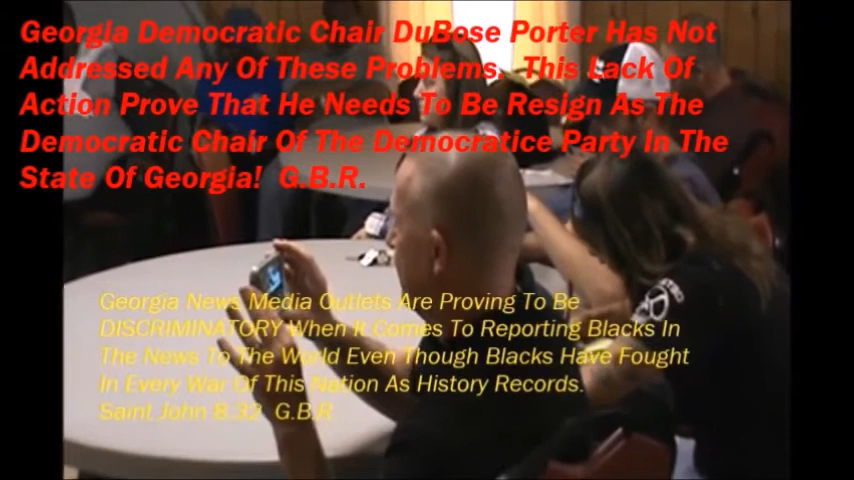 Georgia Democratic Chair DuBose Porter Has Not
Addressed Any Of These Problems. This Lack Of
Action Prove That He Needs To Be Resign As The
Democratic Chair Of The Democratice Party In The
State Of Georgia! G.B.R.
Georgia News Media Outlets Are Proving To Be
DISCRIMINATORY When It Comes To Reporting Blacks In
The News To The World Even Though Blacks Have Fought
In Every War Of This Nation As History Records.
Saint John 8.32 G.B.R